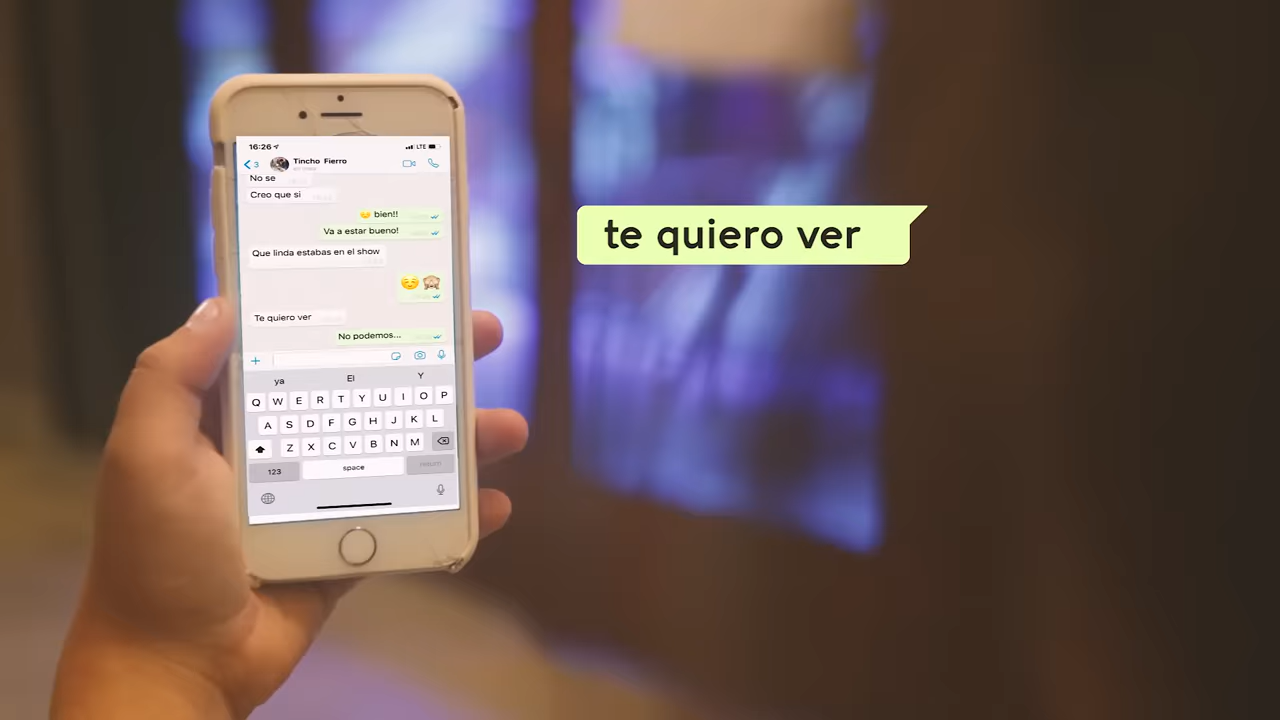 16:26
LTE
3
Tincho Fierro
No se
Creo que si
😊 bien!!
Va a estar bueno!
Que linda estabas en el show
☺️🙈
Te quiero ver
No podemos...
ya El Y
Q W E R T Y U I O P
A S D F G H J K L
Z X C V B N M
123 space return
te quiero ver